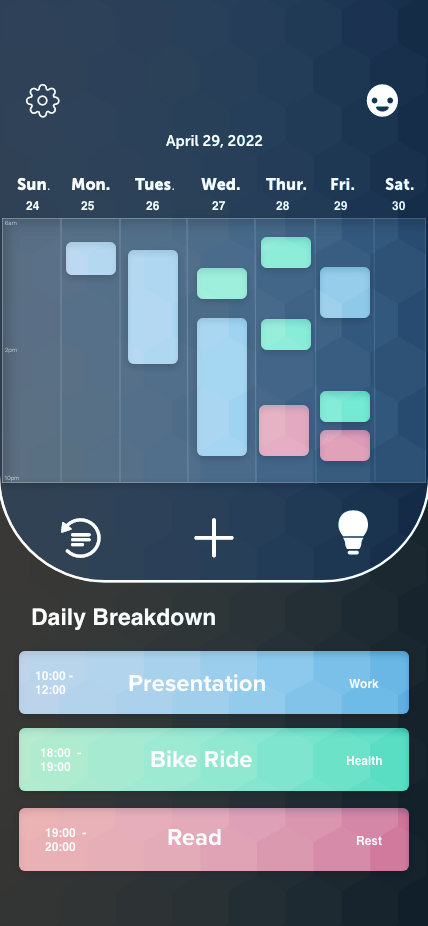 April 29, 2022
Sun. Mon. Tues. Wed. Thur. Fri. Sat.
24 25 26 27 28 29 30
6am
2pm
10pm
Daily Breakdown
10:00 -
12:00
Presentation
Work
18:00 -
19:00
Bike Ride
Health
19:00 -
20:00
Read
Rest